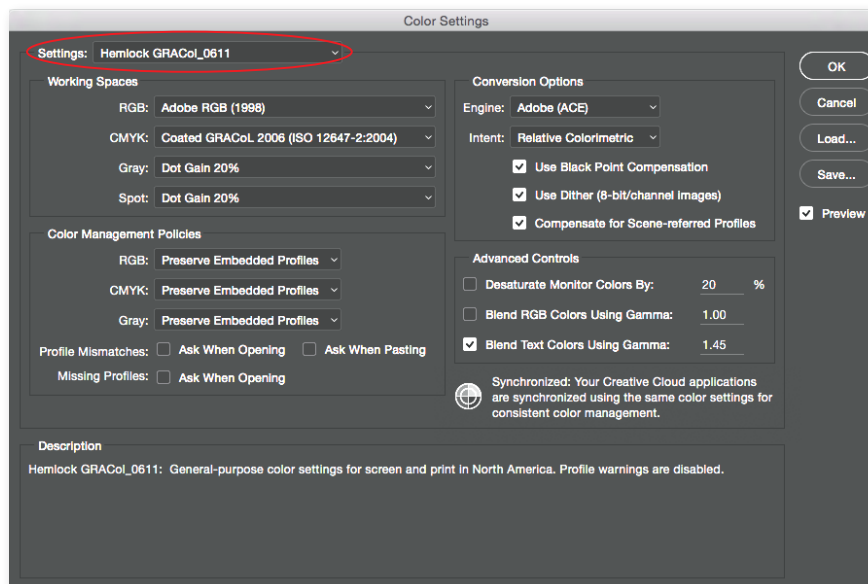 Color Settings
Settings: Hemlock GRACol_0611
Working Spaces
RGB: Adobe RGB (1998)
CMYK: Coated GRACoL 2006 (ISO 12647-2:2004)
Gray: Dot Gain 20%
Spot: Dot Gain 20%
Color Management Policies
RGB: Preserve Embedded Profiles
CMYK: Preserve Embedded Profiles
Gray: Preserve Embedded Profiles
Profile Mismatches: Ask When Opening Ask When Pasting
Missing Profiles: Ask When Opening
Conversion Options
Engine: Adobe (ACE)
Intent: Relative Colorimetric
Use Black Point Compensation
Use Dither (8-bit/channel images)
Compensate for Scene-referred Profiles
Advanced Controls
Desaturate Monitor Colors By: 20 %
Blend RGB Colors Using Gamma: 1.00
Blend Text Colors Using Gamma: 1.45
Synchronized: Your Creative Cloud applications
are synchronized using the same color settings for
consistent color management.
OK
Cancel
Load...
Save...
Preview
Description
Hemlock GRACol_0611: General-purpose color settings for screen and print in North America. Profile warnings are disabled.